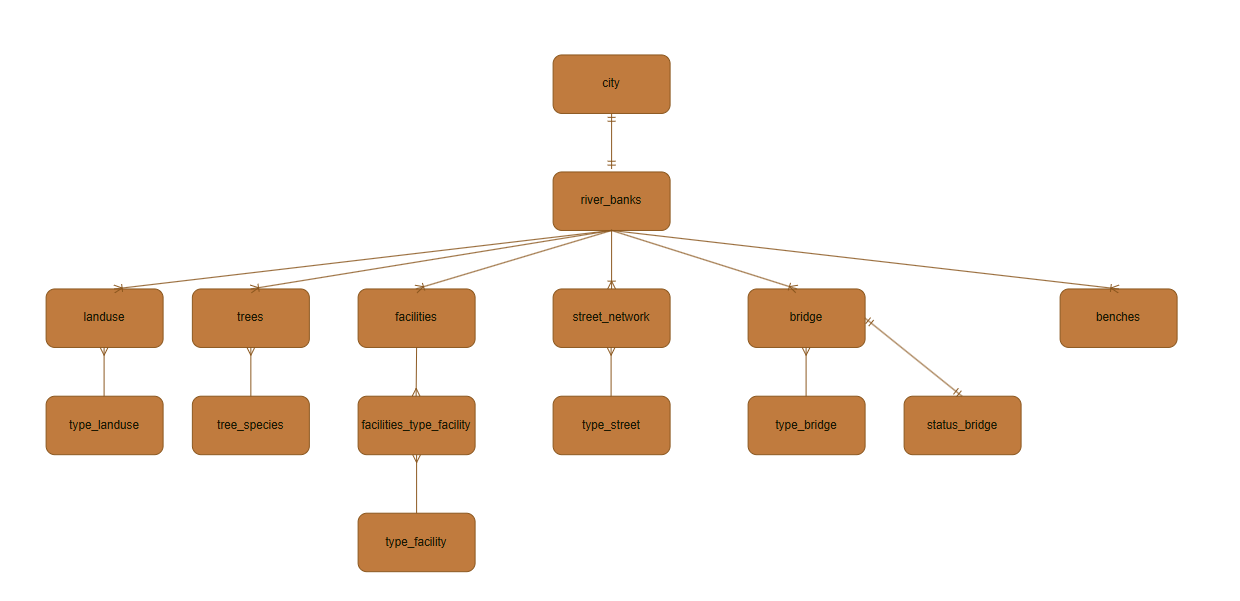 city
river_banks
landuse
trees
facilities
street_network
bridge
benches
type_landuse
tree_species
facilities_type_facility
type_street
type_bridge
status_bridge
type_facility